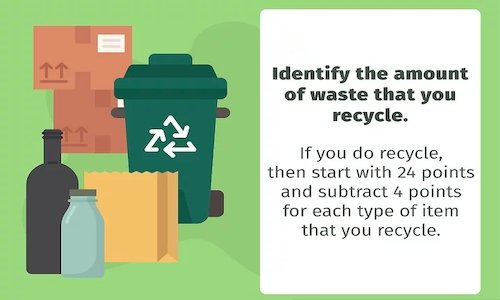 Identify the amount
of waste that you
recycle.
If you do recycle,
then start with 24 points
and subtract 4 points
for each type of item
that you recycle.